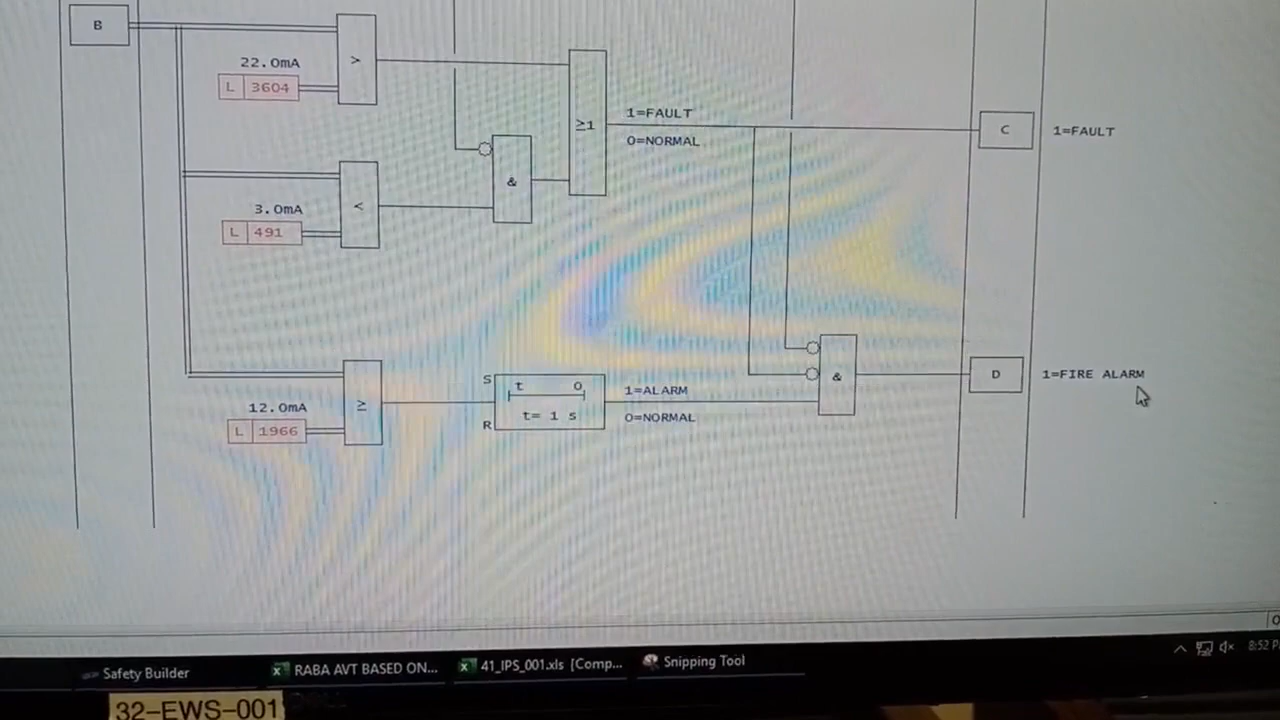 B
22.0mA
L 3604
>
≥1
1=FAULT
0=NORMAL
C
1=FAULT
&
3.0mA
L 491
<
12.0mA
L 1966
≥
S
R
t 0
t= 1 s
1=ALARM
0=NORMAL
&
D
1=FIRE ALARM
Safety Builder
RABA AVT BASED ON...
41_IPS_001.xls [Comp...
Snipping Tool
8:52 P
32-EWS-001